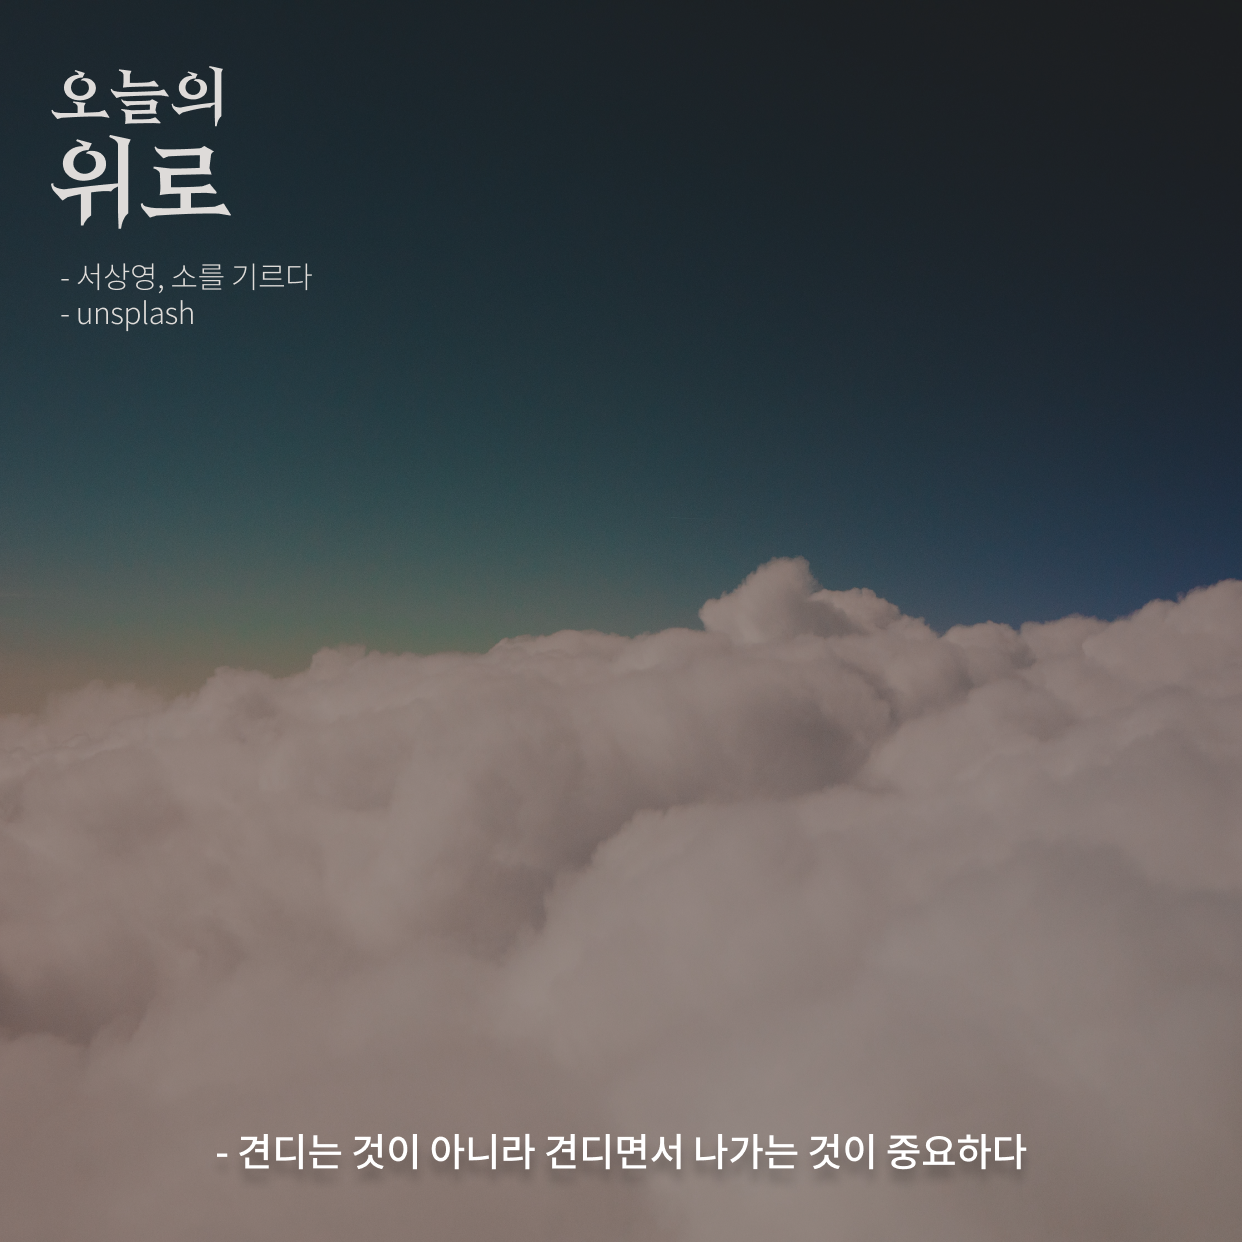 오늘의
위로
- 서상영, 소를 기르다
- unsplash
- 견디는 것이 아니라 견디면서 나가는 것이 중요하다